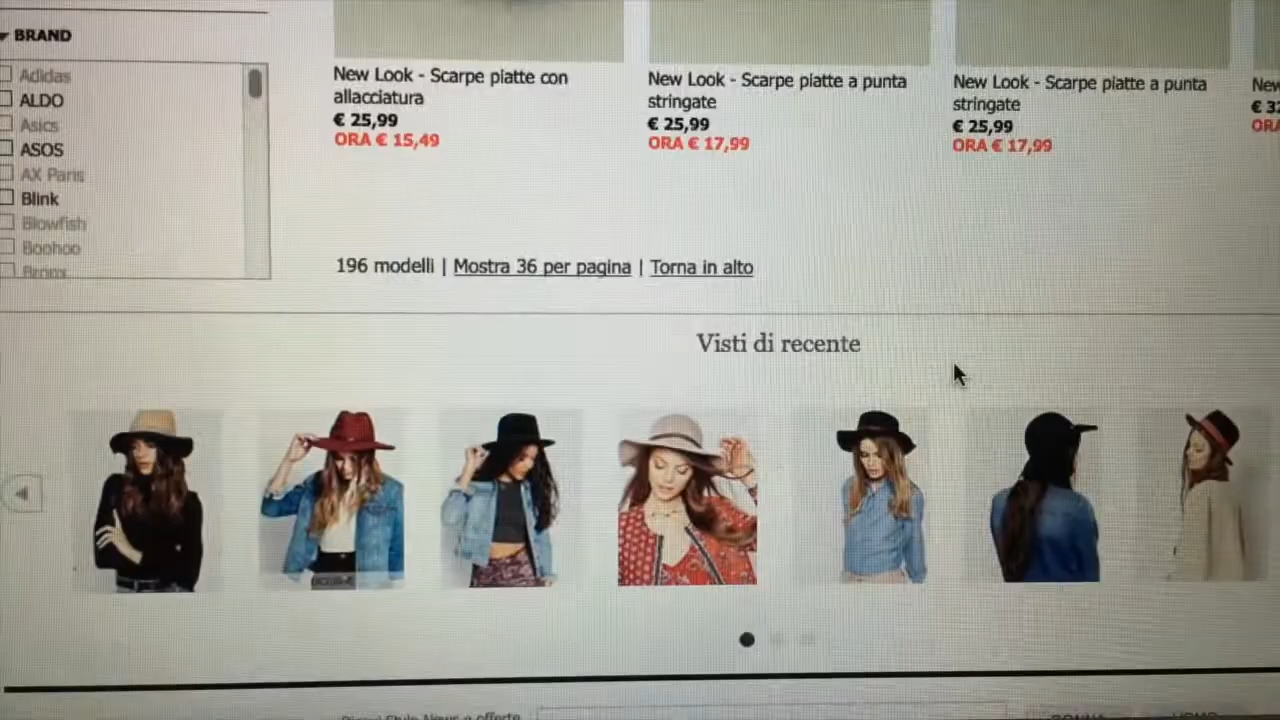 BRAND
Adidas
ALDO
Asics
ASOS
AX Paris
Blink
Blowfish
Boohoo
New Look - Scarpe piatte con
allacciatura
€ 25,99
ORA € 15,49
New Look - Scarpe piatte a punta
stringate
€ 25,99
ORA € 17,99
New Look - Scarpe piatte a punta
stringate
€ 25,99
ORA € 17,99
New
ORA
196 modelli | Mostra 36 per pagina | Torna in alto
Visti di recente